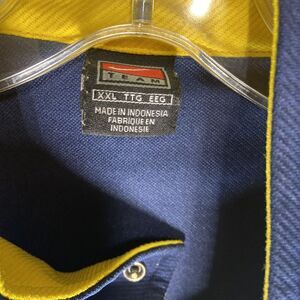 TEAM
XXL TTG EEG
MADE IN INDONESIA
FABRIQUE EN
INDONESIE